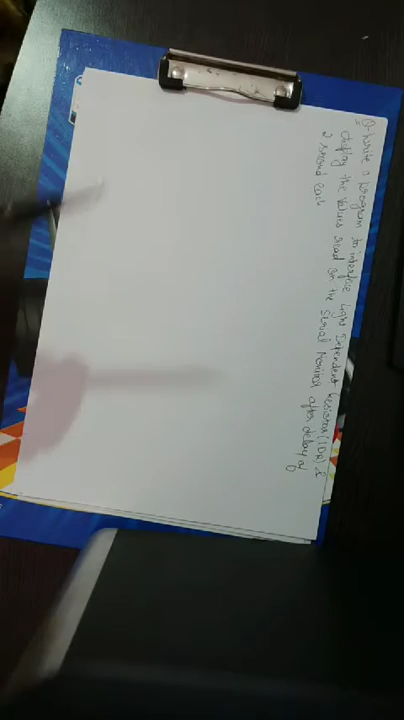 Q- Write a program to interface Light Dependent Resistor (LDR) &
display the values read on the Serial Monitor after delay of
2 second each